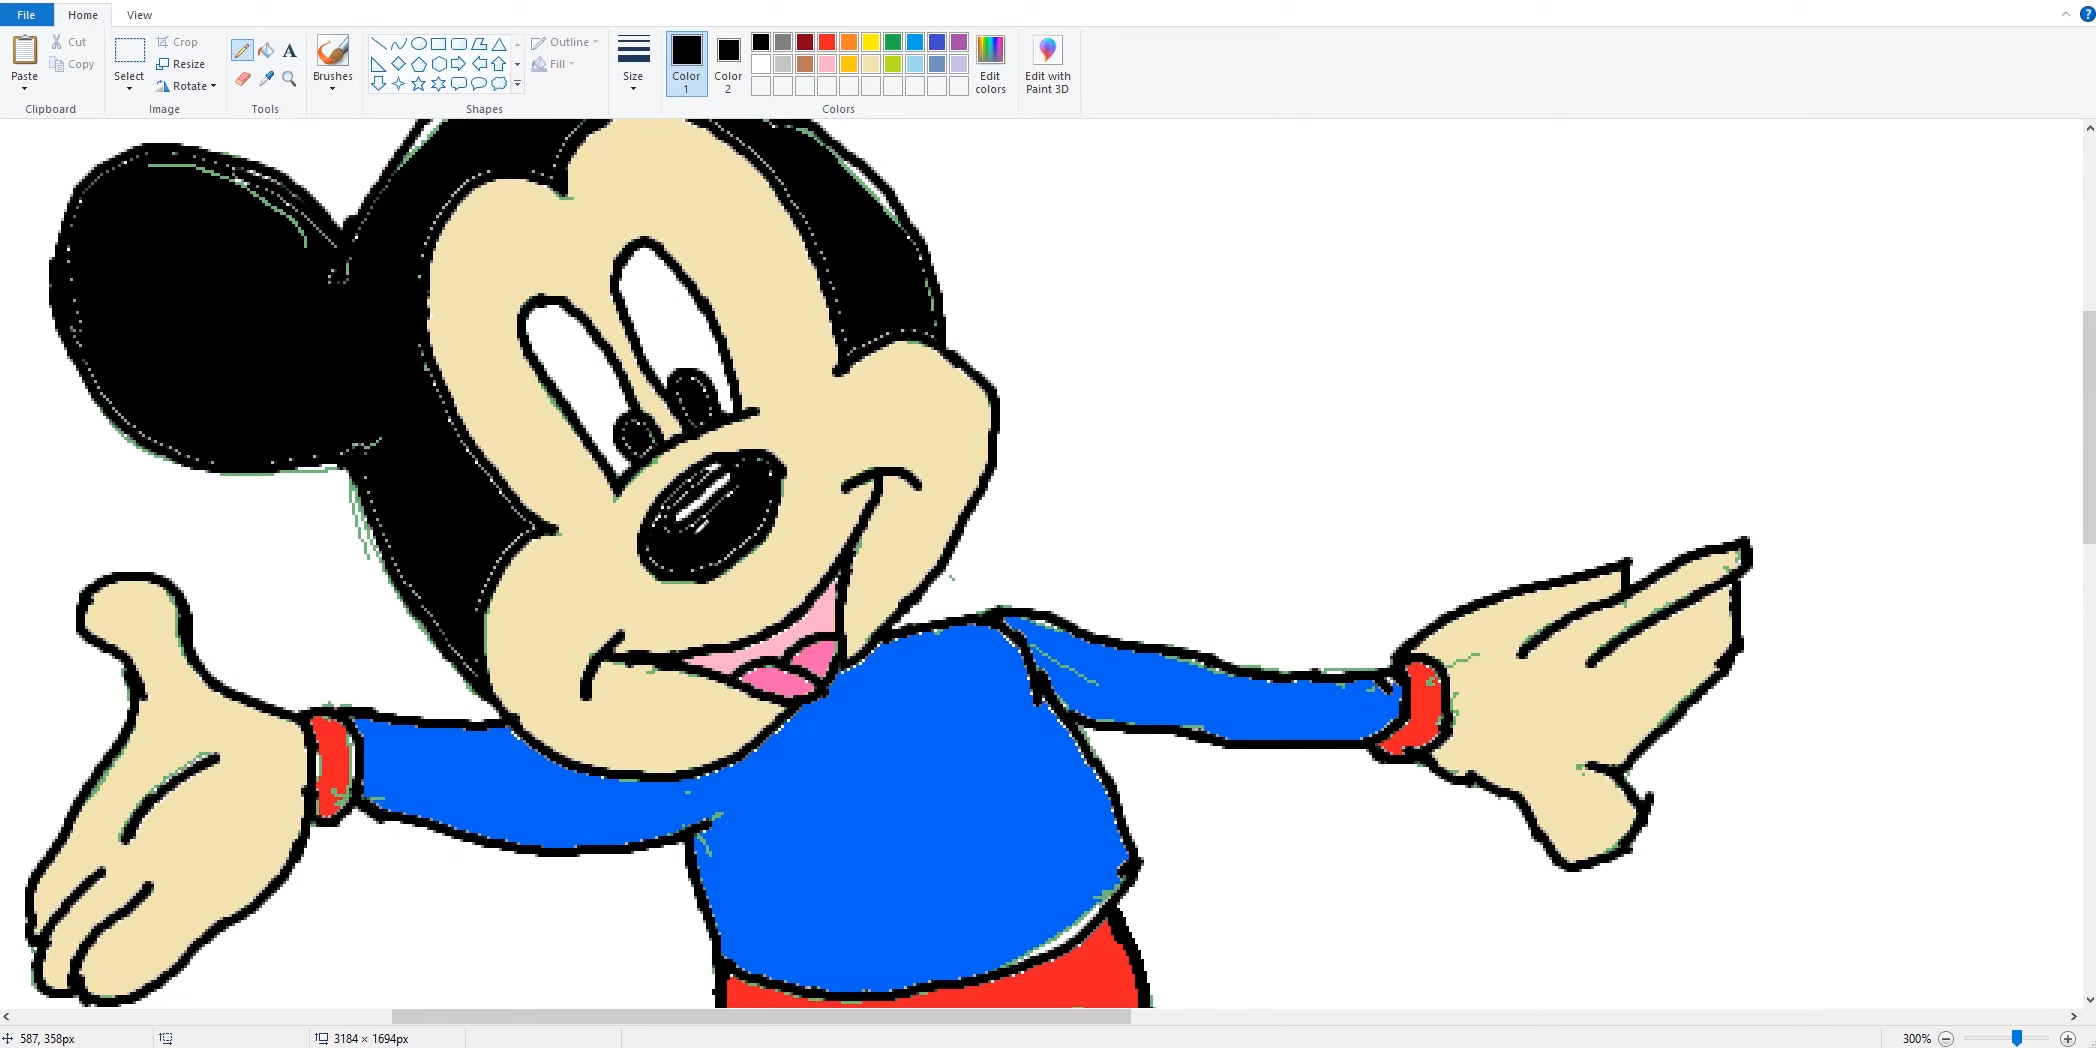 File Home View
Paste Cut Copy Clipboard
Select Crop Resize Rotate Image
A
Tools
Brushes
Outline Fill Shapes
Size
Color 1 Color 2 Edit colors Colors
Edit with Paint 3D
?
587, 358px 3184 × 1694px 300%